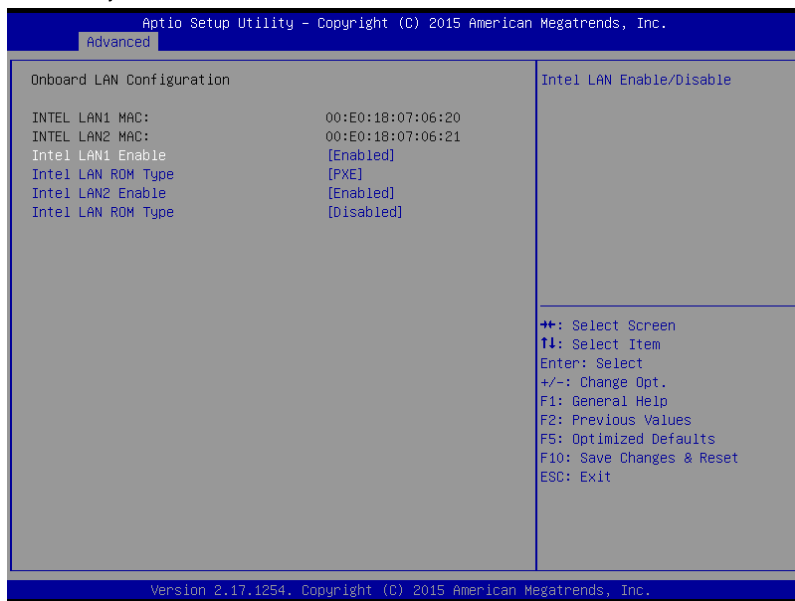 Aptio Setup Utility – Copyright (C) 2015 American Megatrends, Inc.
Advanced
Onboard LAN Configuration
INTEL LAN1 MAC: 00:E0:18:07:06:20
INTEL LAN2 MAC: 00:E0:18:07:06:21
Intel LAN1 Enable [Enabled]
Intel LAN ROM Type [PXE]
Intel LAN2 Enable [Enabled]
Intel LAN ROM Type [Disabled]
Intel LAN Enable/Disable
→←: Select Screen
↑↓: Select Item
Enter: Select
+/-: Change Opt.
F1: General Help
F2: Previous Values
F5: Optimized Defaults
F10: Save Changes & Reset
ESC: Exit
Version 2.17.1254. Copyright (C) 2015 American Megatrends, Inc.